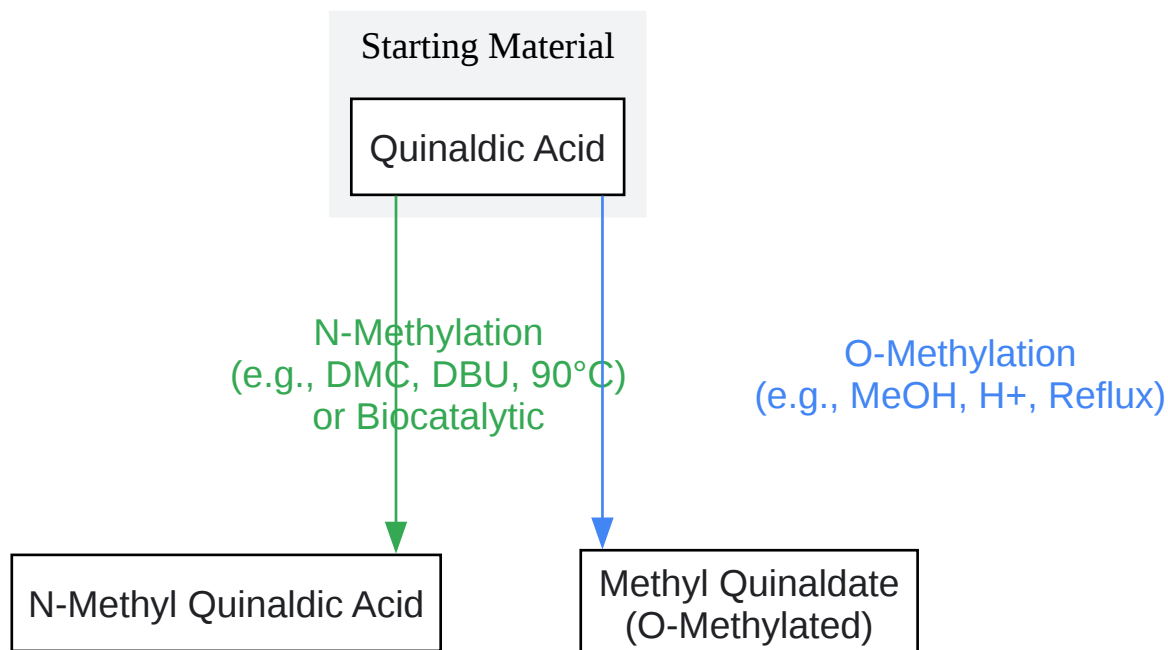 Starting Material
Quinaldic Acid
N-Methylation
(e.g., DMC, DBU, 90°C)
or Biocatalytic
O-Methylation
(e.g., MeOH, H+, Reflux)
N-Methyl Quinaldic Acid
Methyl Quinaldate
(O-Methylated)